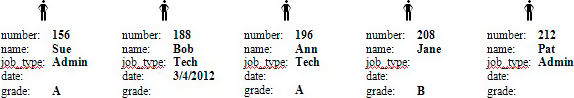 number: 156
name: Sue
job_type: Admin
date:
grade: A
number: 188
name: Bob
job_type: Tech
date: 3/4/2012
grade:
number: 196
name: Ann
job_type: Tech
date:
grade: A
number: 208
name: Jane
job_type:
date:
grade: B
number: 212
name: Pat
job_type: Admin
date:
grade: